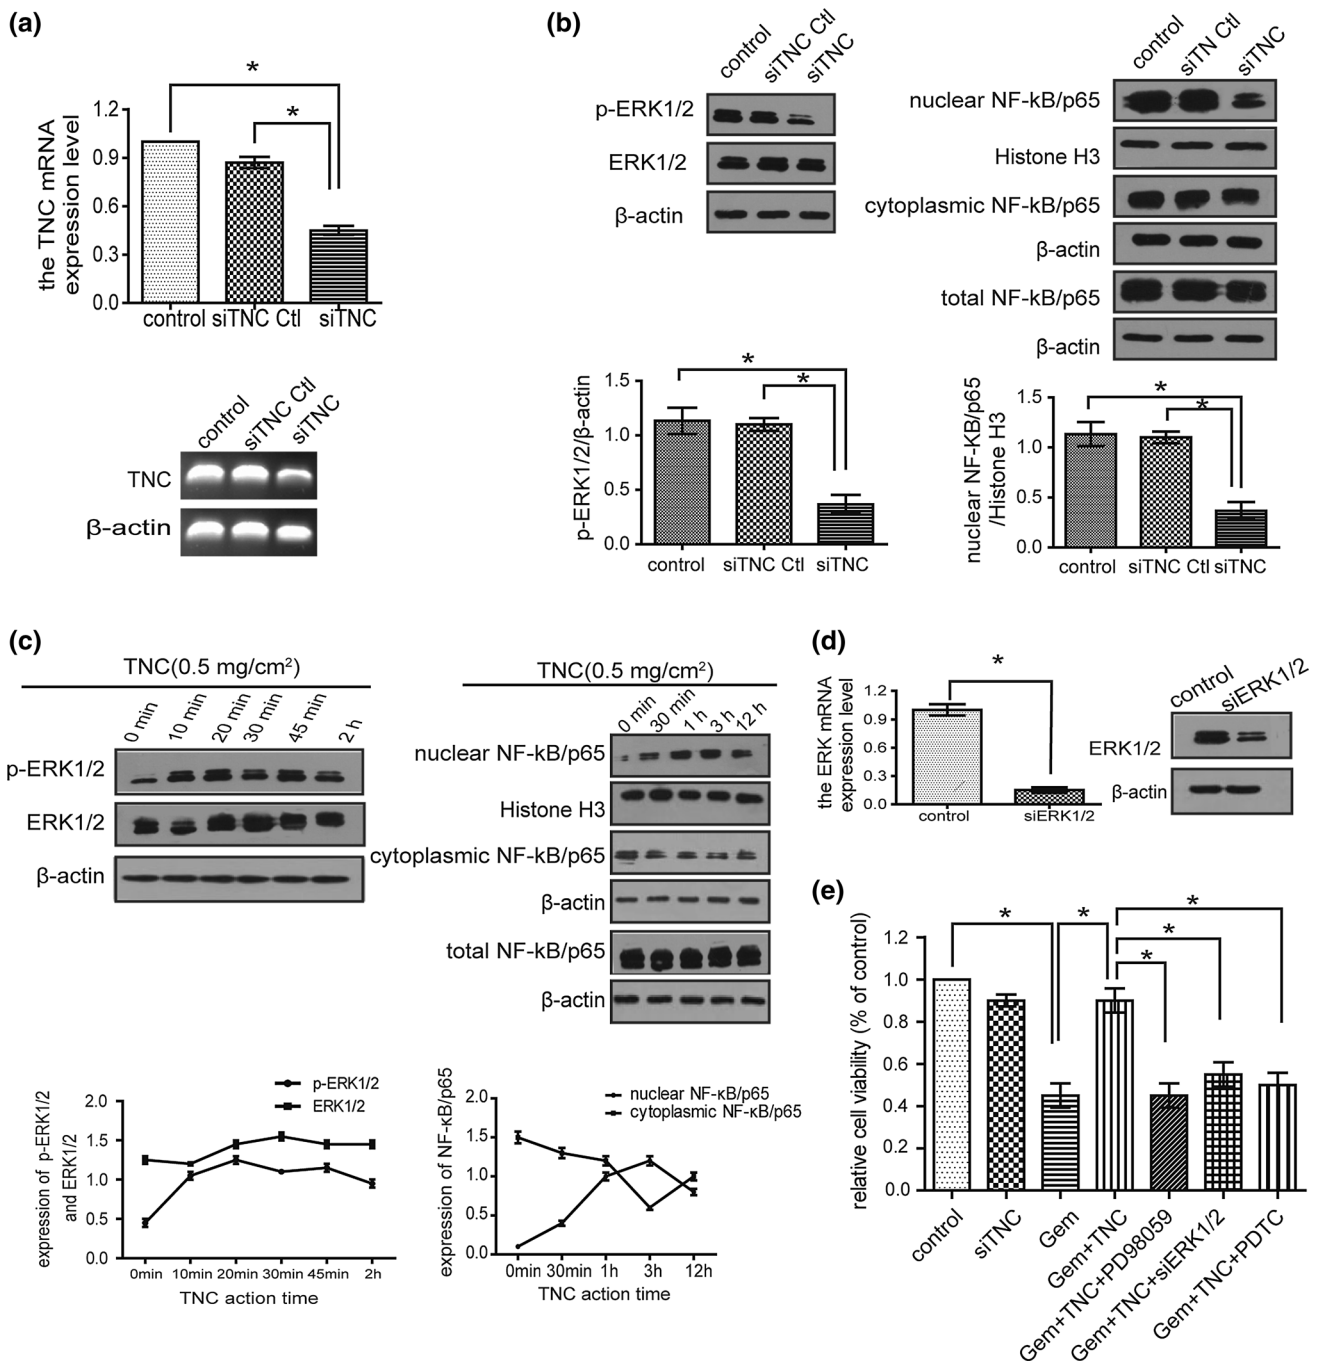 (a)
*
*
the TNC mRNA
expression level
1.2
0.9
0.6
0.3
0.0
control siTNC Ctl siTNC
control
siTNC Ctl
siTNC
TNC
β-actin
(b)
control
siTNC Ctl
siTNC
p-ERK1/2
ERK1/2
β-actin
control
siTN Ctl
siTNC
nuclear NF-kB/p65
Histone H3
cytoplasmic NF-kB/p65
β-actin
total NF-kB/p65
β-actin
*
*
p-ERK1/2/β-actin
1.5
1.0
0.5
0.0
control siTNC Ctl siTNC
*
*
nuclear NF-KB/p65
/Histone H3
1.5
1.0
0.5
0.0
control siTNC Ctl siTNC
(c)
TNC(0.5 mg/cm²)
0 min
10 min
20 min
30 min
45 min
2 h
p-ERK1/2
ERK1/2
β-actin
TNC(0.5 mg/cm²)
0 min
30 min
1 h
3 h
12 h
nuclear NF-kB/p65
Histone H3
cytoplasmic NF-kB/p65
β-actin
total NF-kB/p65
β-actin
p-ERK1/2
ERK1/2
expression of p-ERK1/2
and ERK1/2
2.0
1.5
1.0
0.5
0.0
0min 10min 20min 30min 45min 2h
TNC action time
nuclear NF-κB/p65
cytoplasmic NF-κB/p65
expression of NF-κB/p65
2.0
1.5
1.0
0.5
0.0
0min 30min 1h 3h 12h
TNC action time
(d)
*
the ERK mRNA
expression level
1.2
0.9
0.6
0.3
0.0
control siERK1/2
control
siERK1/2
ERK1/2
β-actin
(e)
*
*
*
*
*
relative cell viability (% of control)
1.2
1.0
0.8
0.6
0.4
0.2
0.0
control
siTNC
Gem
Gem+TNC
Gem+TNC+PD98059
Gem+TNC+siERK1/2
Gem+TNC+PDTC